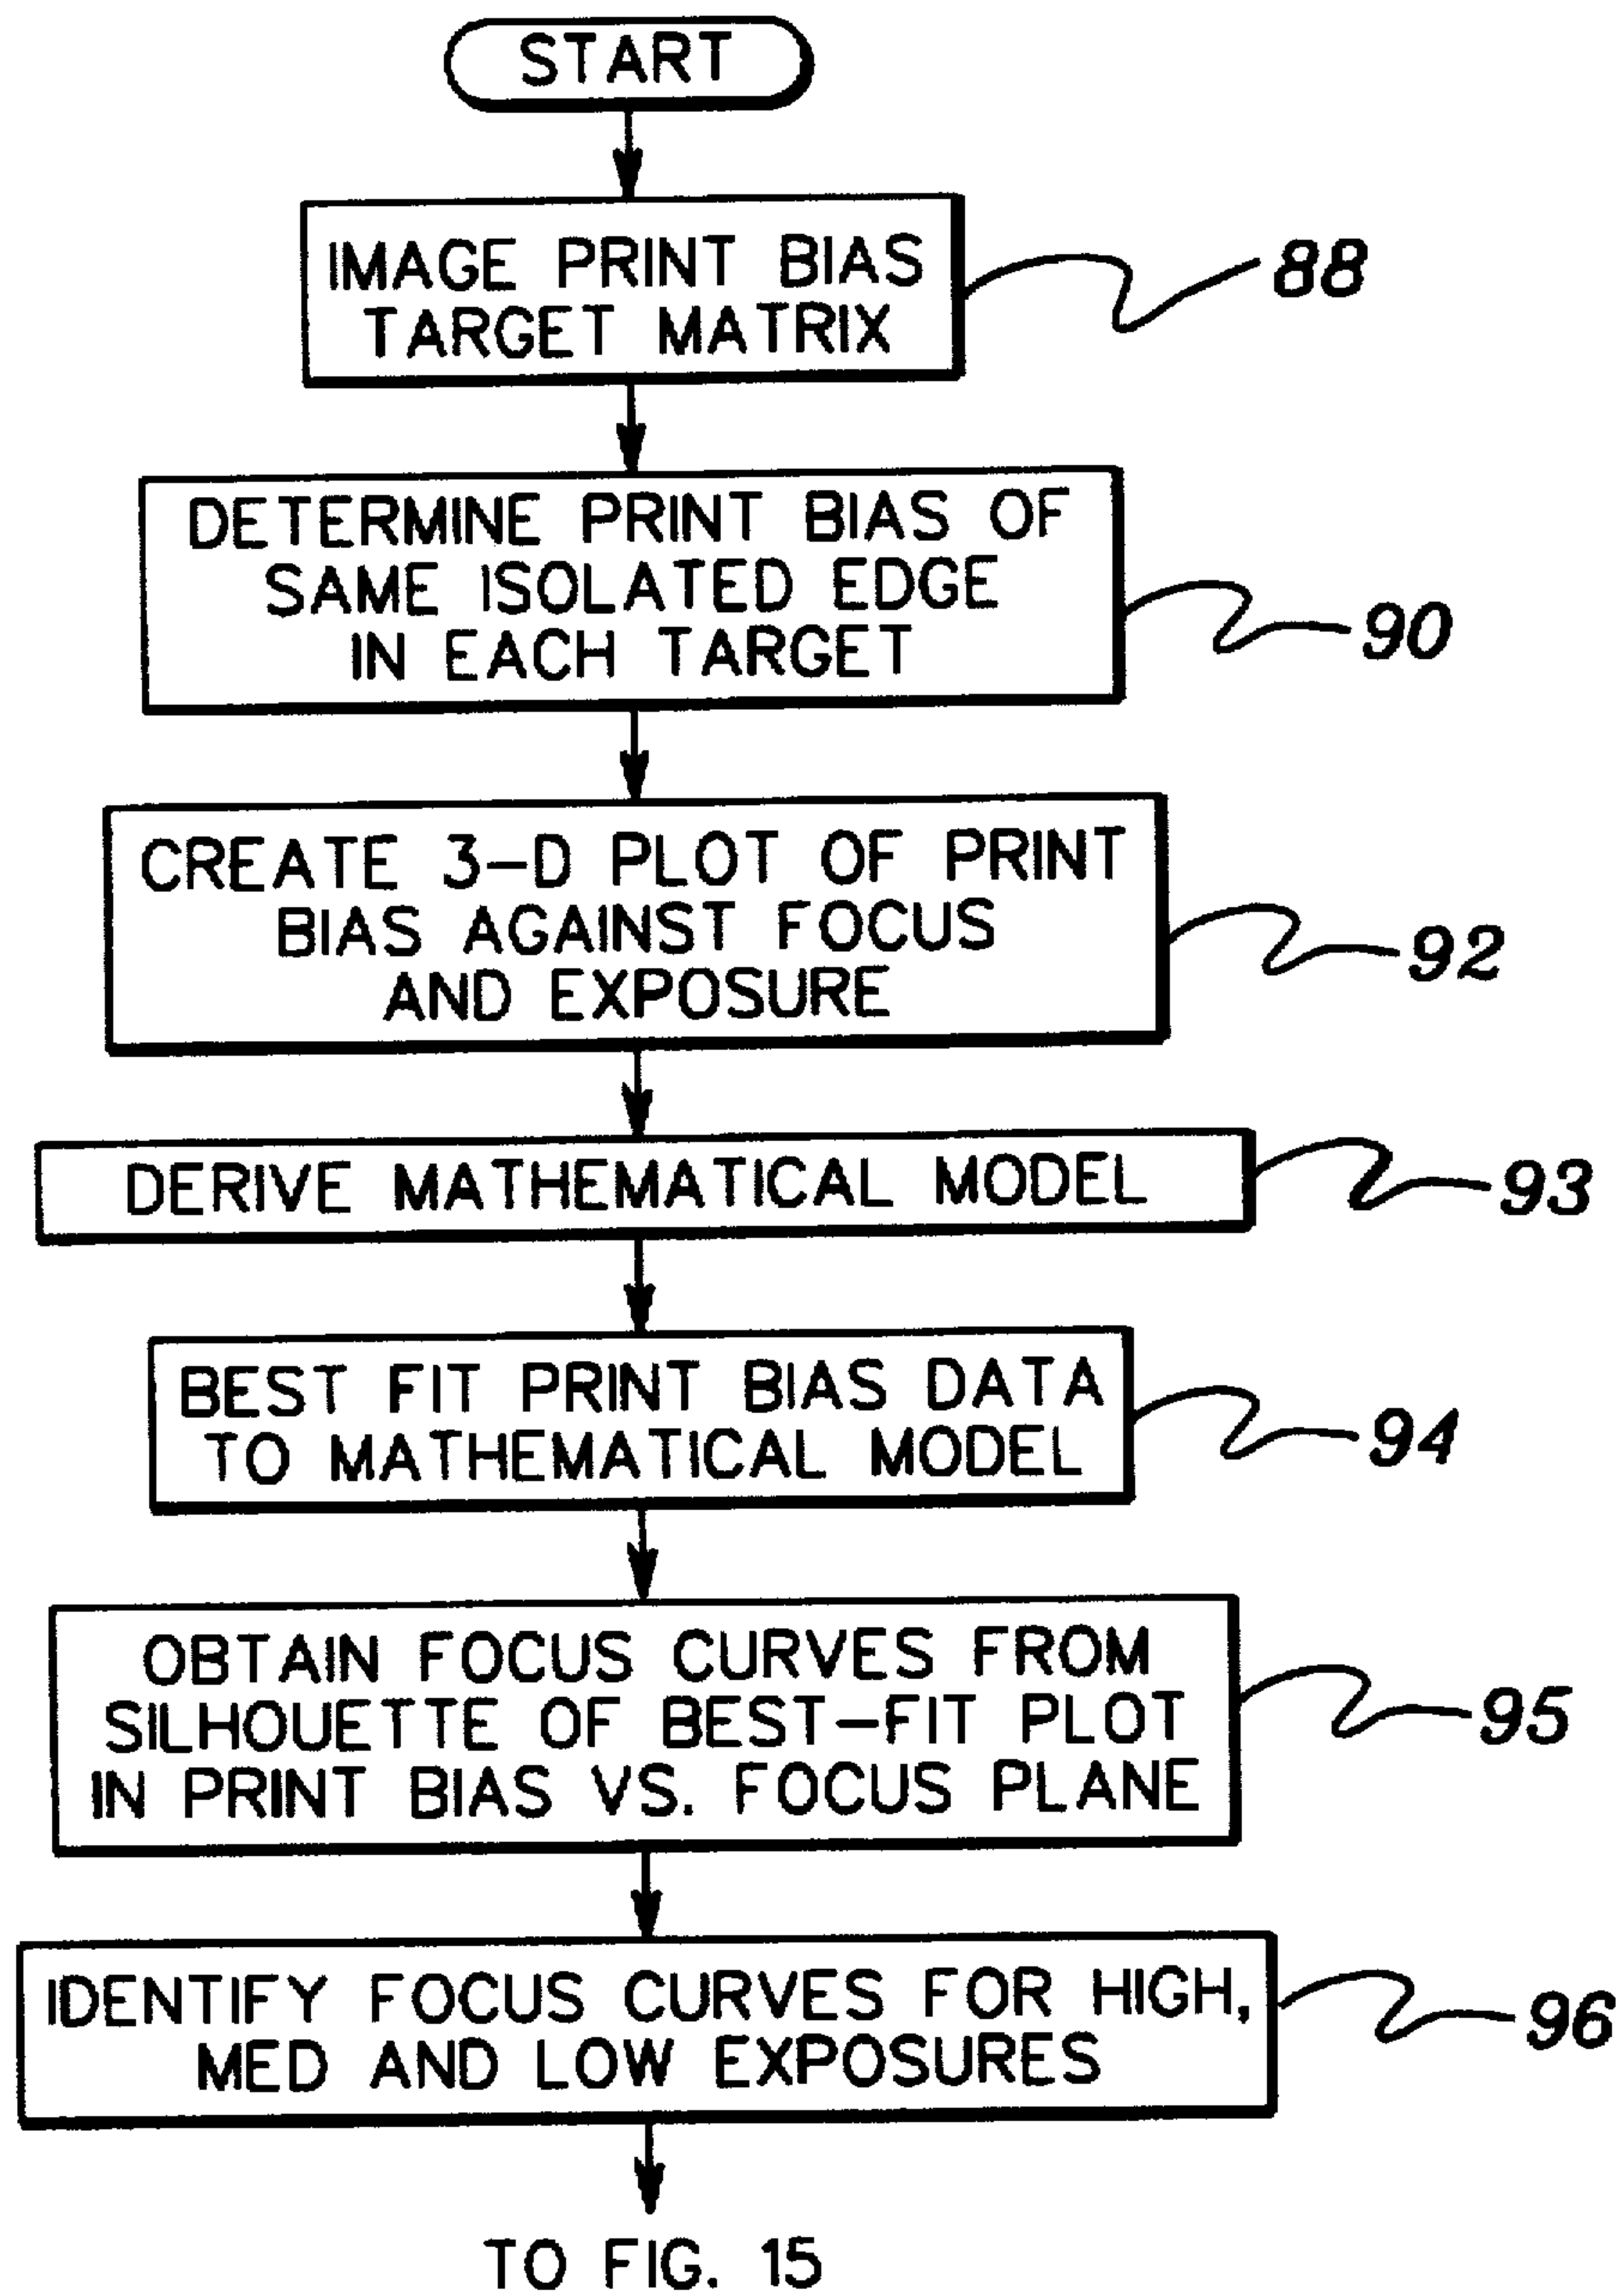 START
IMAGE PRINT BIAS
TARGET MATRIX
88
DETERMINE PRINT BIAS OF
SAME ISOLATED EDGE
IN EACH TARGET
90
CREATE 3-D PLOT OF PRINT
BIAS AGAINST FOCUS
AND EXPOSURE
92
DERIVE MATHEMATICAL MODEL
93
BEST FIT PRINT BIAS DATA
TO MATHEMATICAL MODEL
94
OBTAIN FOCUS CURVES FROM
SILHOUETTE OF BEST-FIT PLOT
IN PRINT BIAS VS. FOCUS PLANE
95
IDENTIFY FOCUS CURVES FOR HIGH,
MED AND LOW EXPOSURES
96
TO FIG. 15